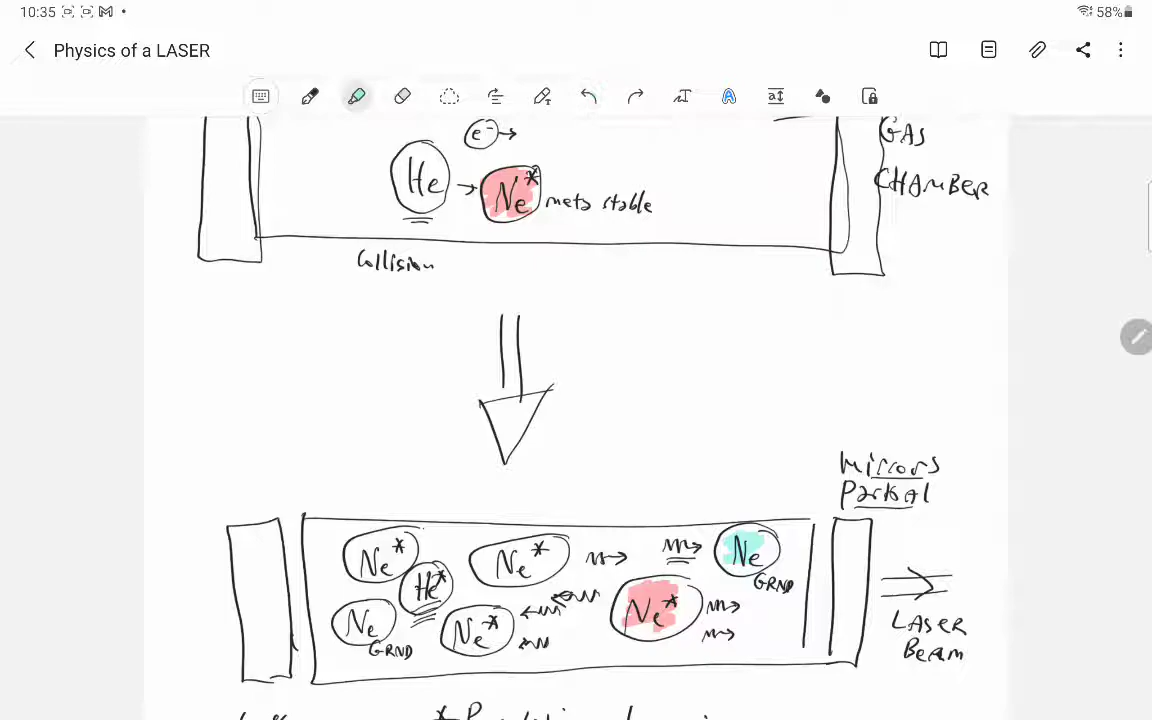 10:35
58%
Physics of a LASER
e⁻
GAS
He
Ne*
meta stable
CHAMBER
Collision
Mirrors
Partial
Ne*
Ne*
Ne
GRND
He*
Ne*
Ne
GRND
Ne*
LASER
Beam